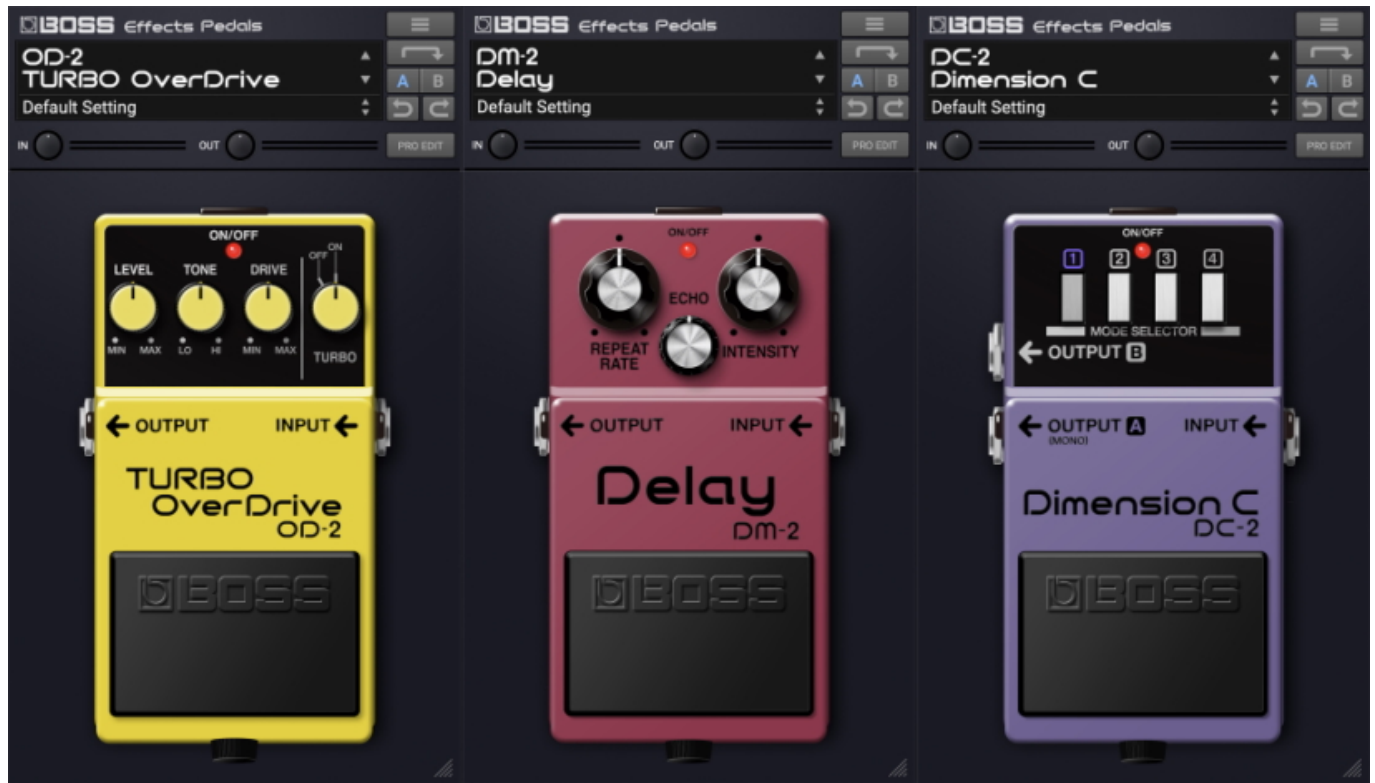 BOSS Effects Pedals
OD-2
TURBO OverDrive
A B
Default Setting
IN OUT PRO EDIT
ON/OFF
OFF ON
LEVEL TONE DRIVE
MIN MAX LO HI MIN MAX
TURBO
OUTPUT INPUT
TURBO
OverDrive
OD-2
BOSS
BOSS Effects Pedals
DM-2
Delay
A B
Default Setting
IN OUT PRO EDIT
ON/OFF
ECHO
REPEAT
RATE
INTENSITY
OUTPUT INPUT
Delay
DM-2
BOSS
BOSS Effects Pedals
DC-2
Dimension C
A B
Default Setting
IN OUT PRO EDIT
ON/OFF
1 2 3 4
MODE SELECTOR
OUTPUT B
OUTPUT A INPUT
(MONO)
Dimension C
DC-2
BOSS